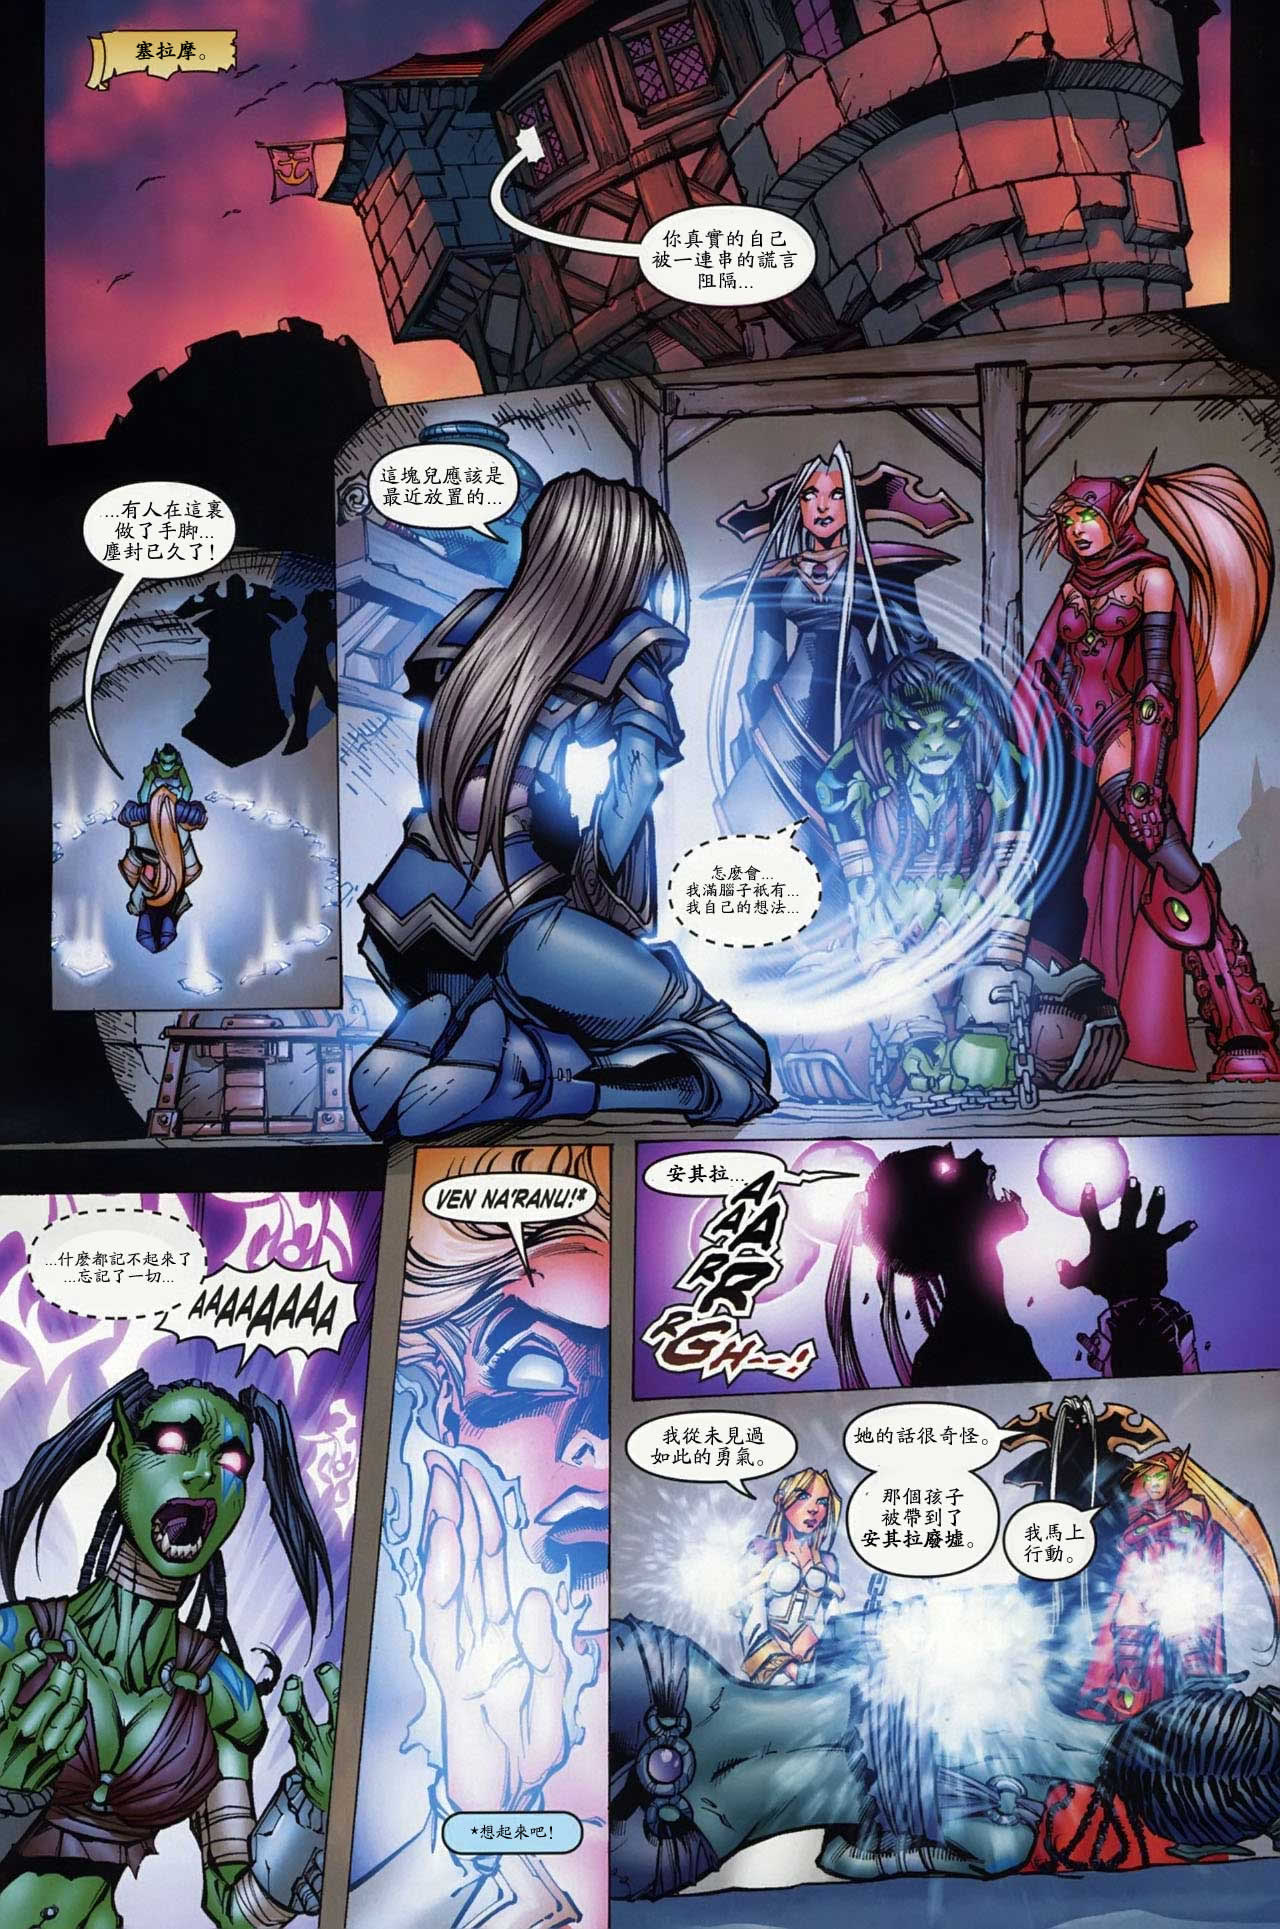 塞拉摩。
你真實的自己
被一連串的謊言
阻隔...
...有人在這裏
做了手脚...
塵封已久了!
這塊兒應該是
最近放置的...
怎麽會...
我滿腦子衹有...
我自己的想法...
...什麽都記不起來了
...忘記了一切...
AAAAAAAA
VEN NA'RANU!*
*想起來吧!
安其拉...
AAARRRGH--!
我從未見過
如此的勇氣。
她的話很奇怪。
那個孩子
被帶到了
安其拉廢墟。
我馬上
行動。